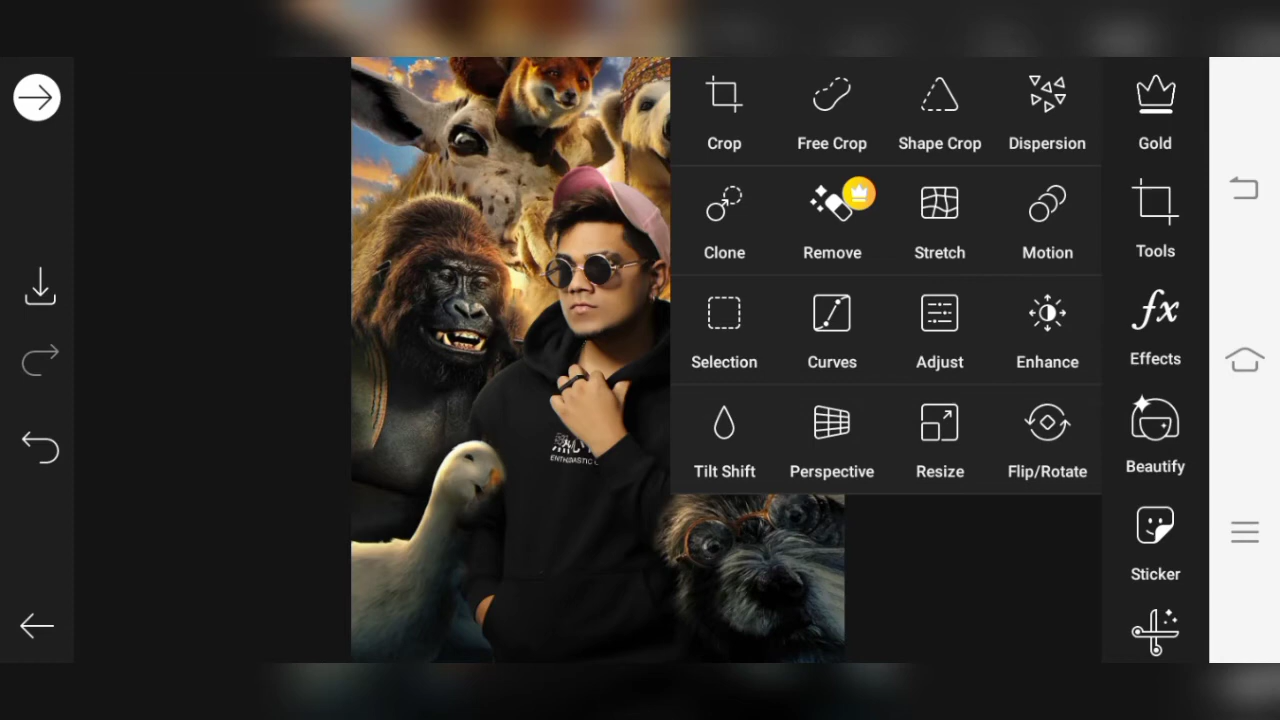 Crop
Free Crop
Shape Crop
Dispersion
Gold
Clone
Remove
Stretch
Motion
Tools
Selection
Curves
Adjust
Enhance
fx
Effects
Tilt Shift
Perspective
Resize
Flip/Rotate
Beautify
Sticker